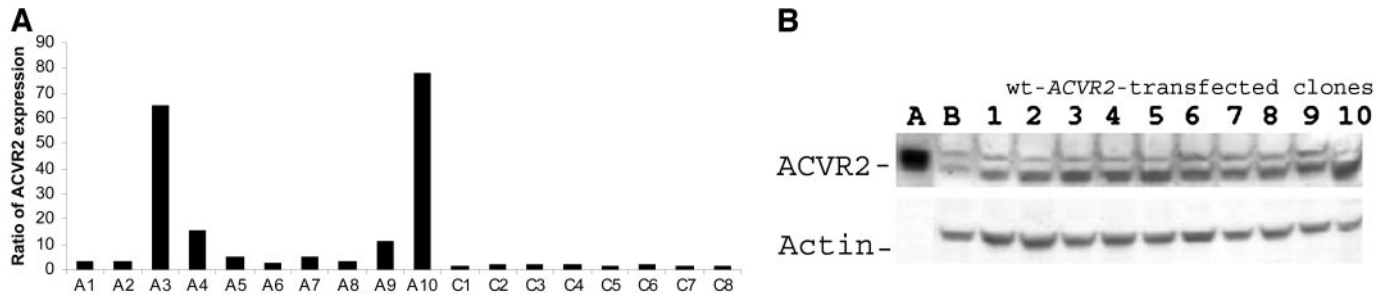 A
Ratio of ACVR2 expression
90
80
70
60
50
40
30
20
10
0
A1 A2 A3 A4 A5 A6 A7 A8 A9 A10 C1 C2 C3 C4 C5 C6 C7 C8
B
wt-ACVR2-transfected clones
A B 1 2 3 4 5 6 7 8 9 10
ACVR2-
Actin-